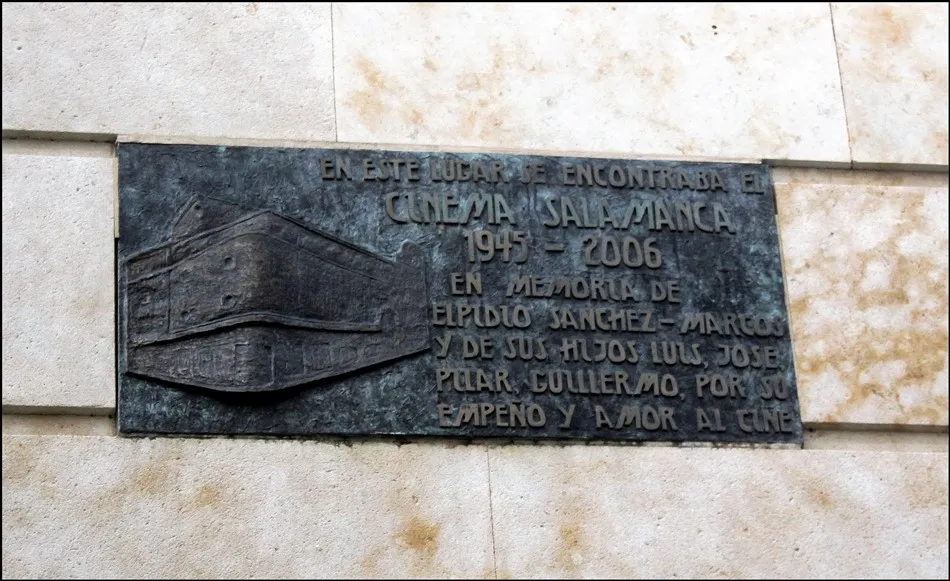 EN ESTE LUGAR SE ENCONTRABA EL
CINEMA SALAMANCA
1945 - 2006
EN MEMORIA DE
ELPIDIO SANCHEZ-MARCOS
Y DE SUS HIJOS LUIS, JOSE,
PILAR, GUILLERMO, POR SU
EMPEÑO Y AMOR AL CINE